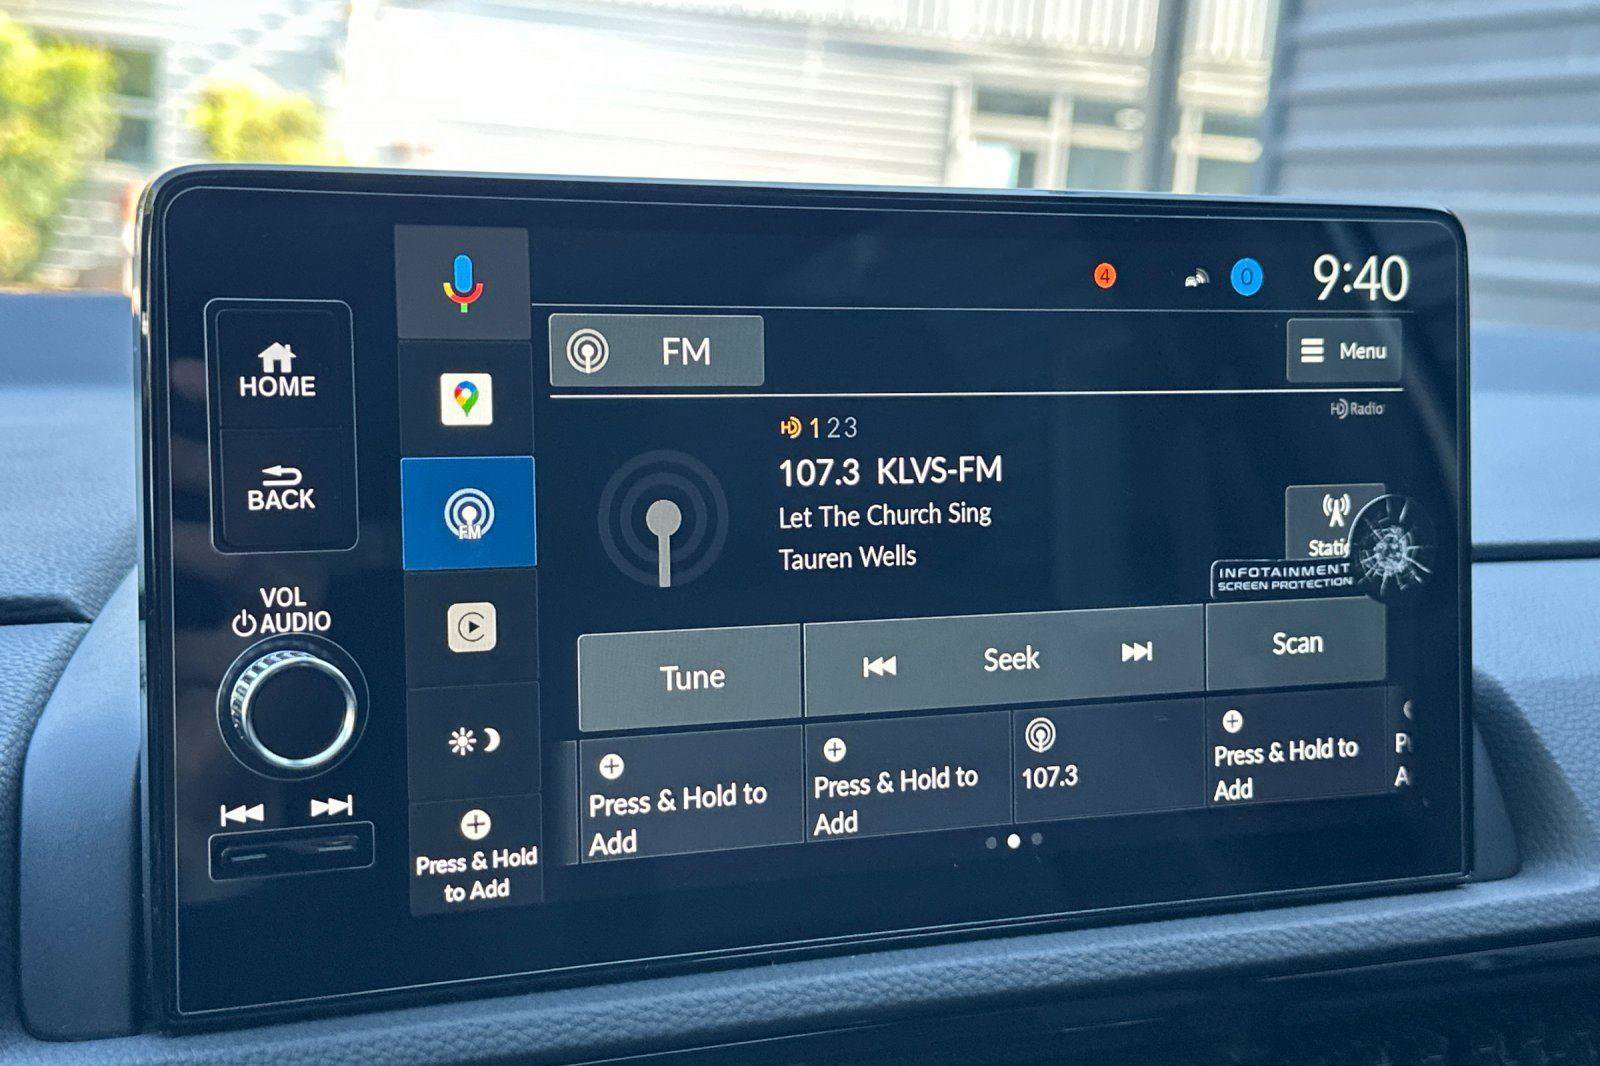 4
0
9:40
HOME
BACK
VOL
AUDIO
FM
FM
Menu
HD Radio
HD 1 2 3
107.3 KLVS-FM
Let The Church Sing
Tauren Wells
INFOTAINMENT
SCREEN PROTECTION
Tune
Seek
Scan
Press & Hold to
Add
Press & Hold to
Add
107.3
Press & Hold to
Add
Press & Hold
to Add